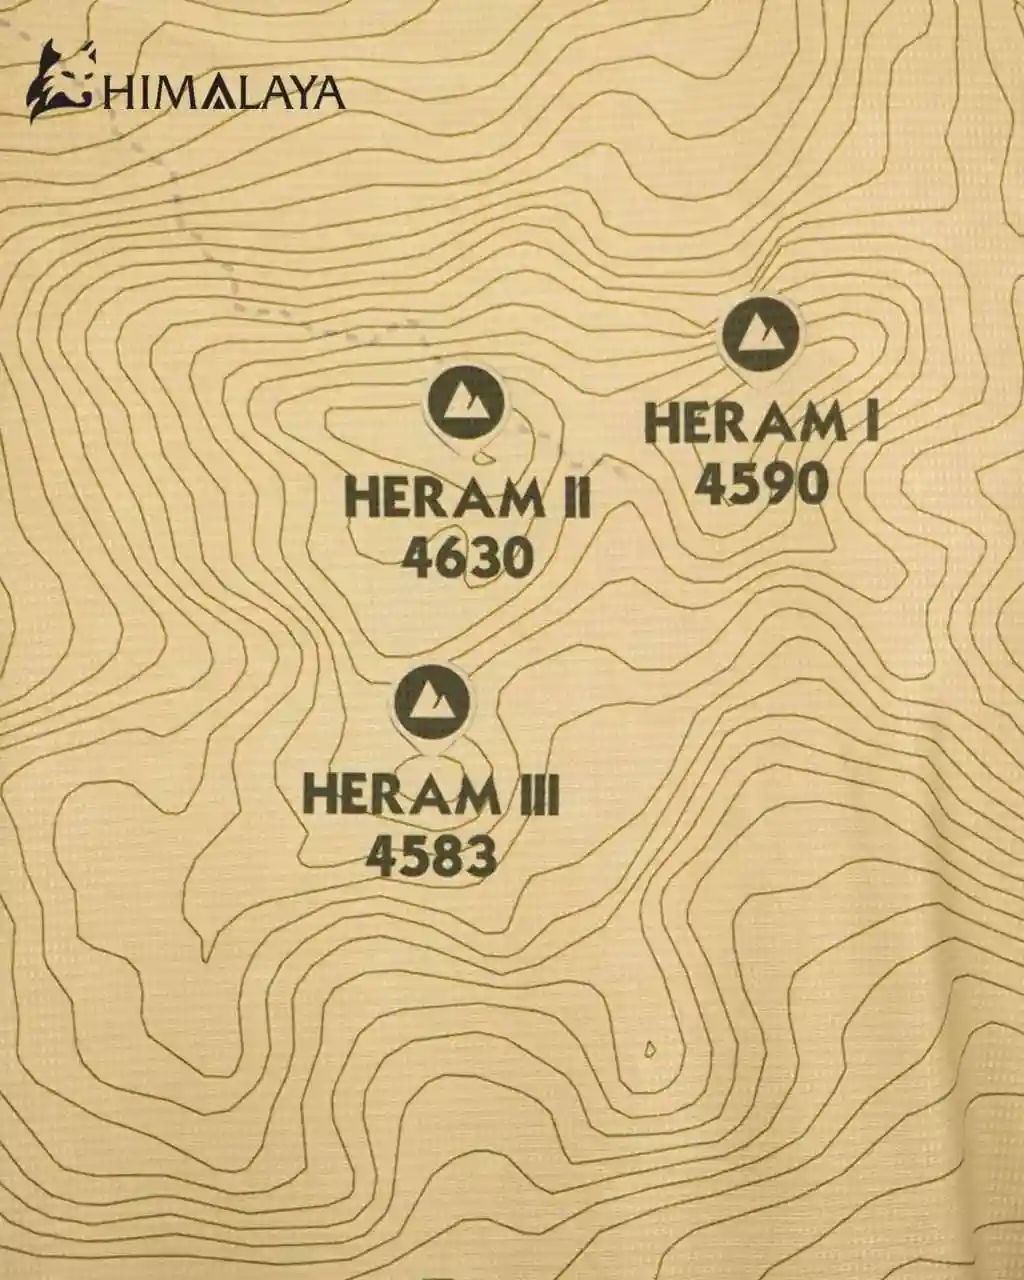 HIMALAYA
HERAM I
4590
HERAM II
4630
HERAM III
4583